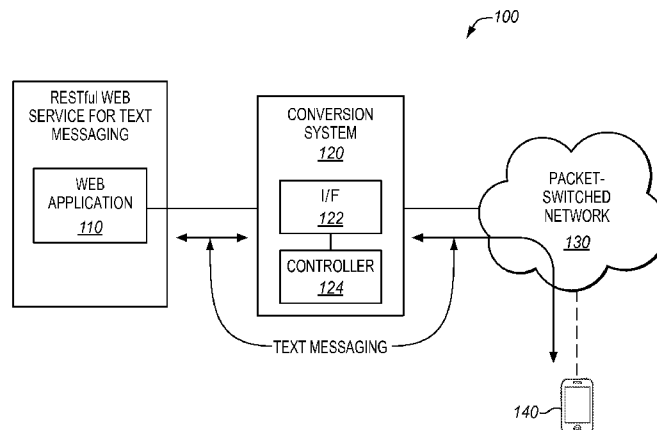 100
RESTful WEB
SERVICE FOR TEXT
MESSAGING
WEB
APPLICATION
110
CONVERSION
SYSTEM
120
I/F
122
CONTROLLER
124
PACKET-
SWITCHED
NETWORK
130
TEXT MESSAGING
140